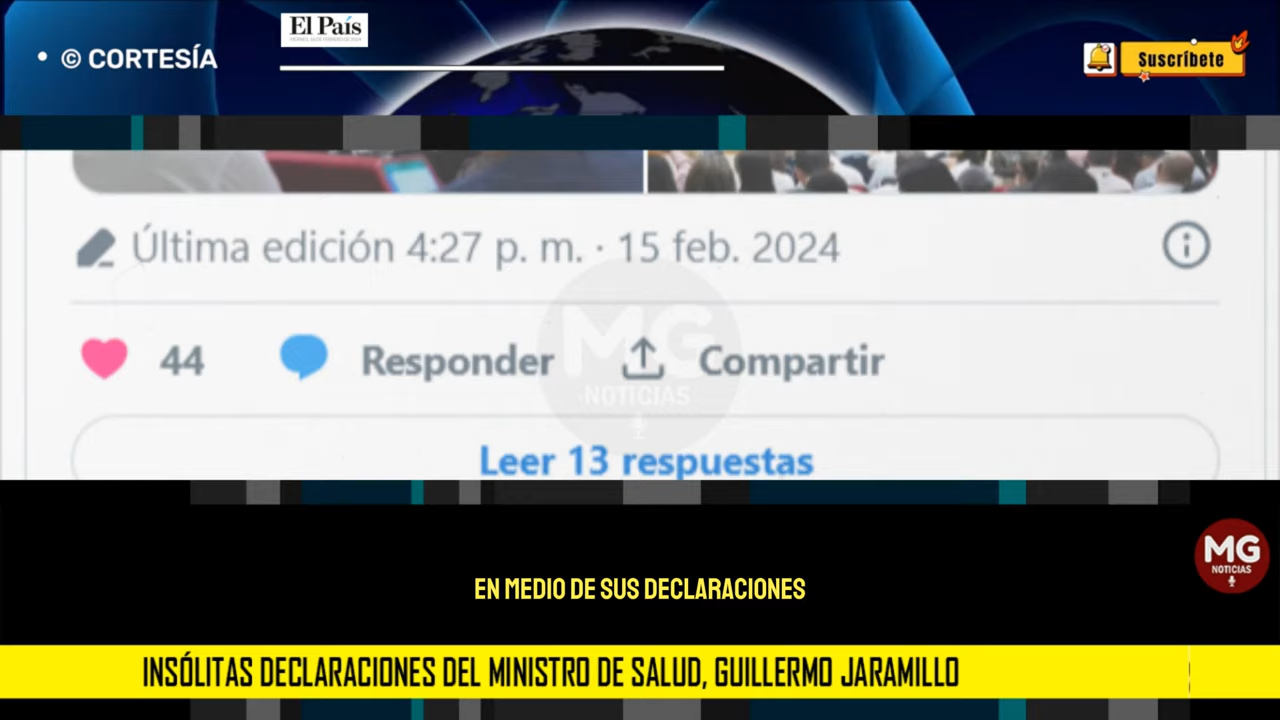 © CORTESÍA
El País
Suscríbete
Última edición 4:27 p. m. · 15 feb. 2024
44 Responder Compartir
MG
NOTICIAS
Leer 13 respuestas
MG
NOTICIAS
EN MEDIO DE SUS DECLARACIONES
INSÓLITAS DECLARACIONES DEL MINISTRO DE SALUD, GUILLERMO JARAMILLO